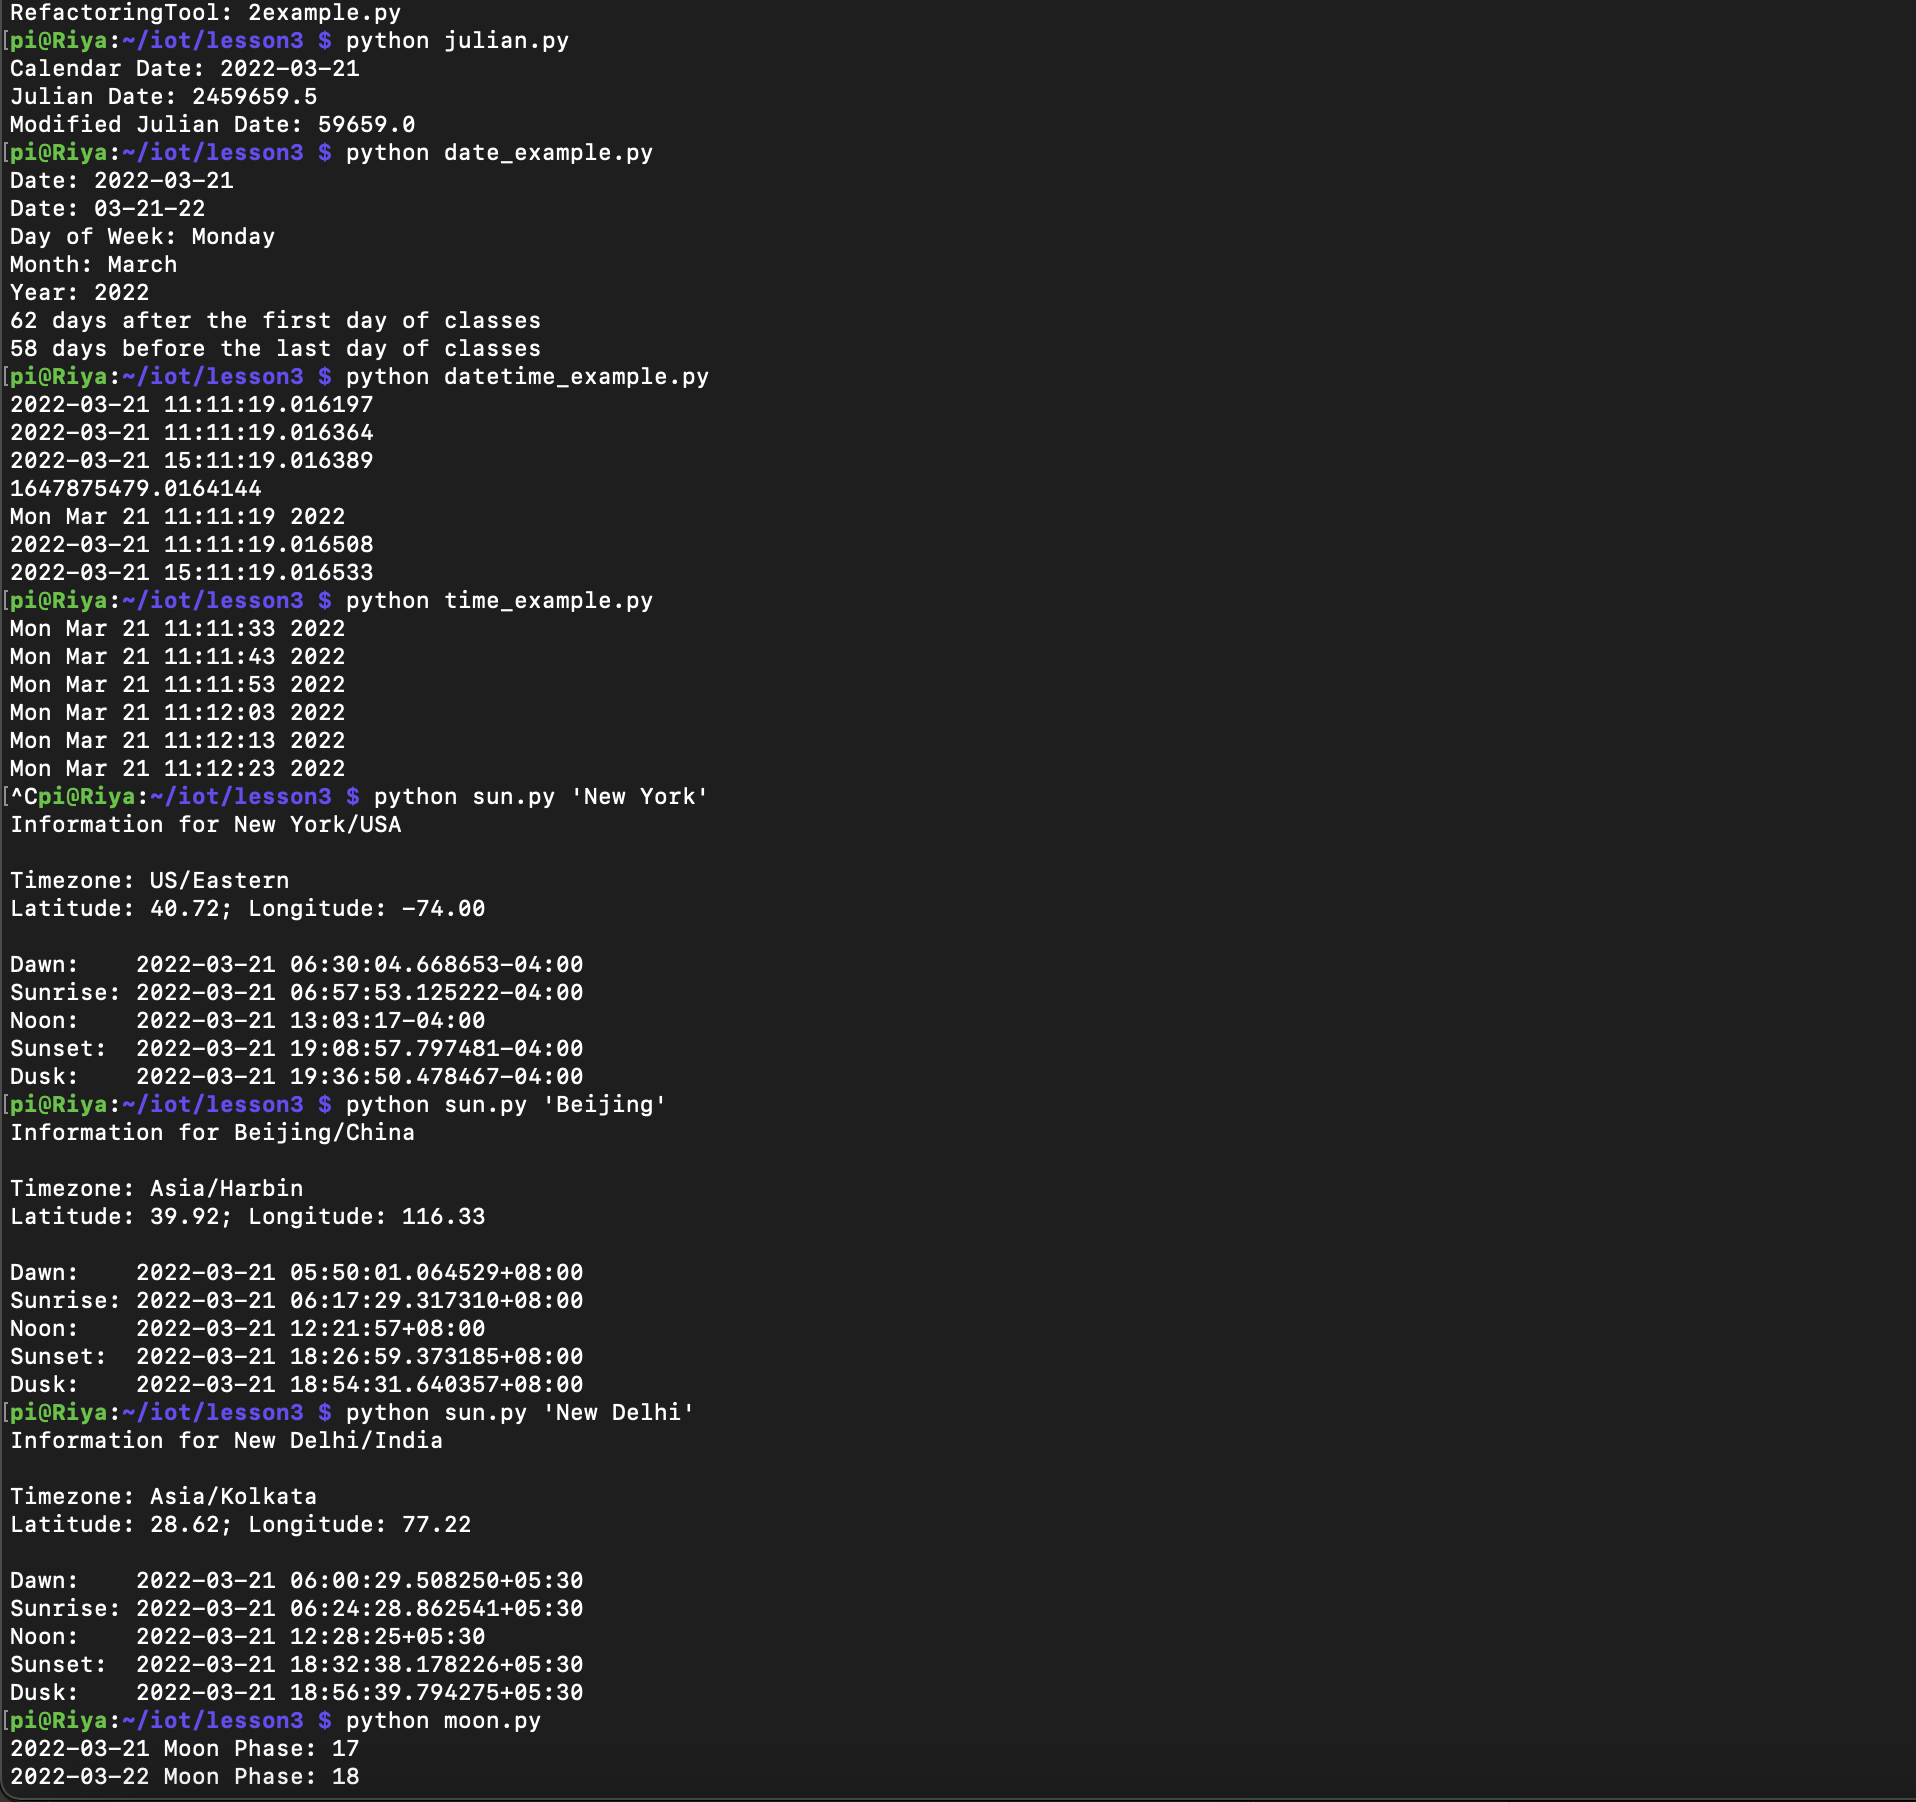 RefactoringTool: 2example.py
[pi@Riya:~/iot/lesson3 $ python julian.py
Calendar Date: 2022-03-21
Julian Date: 2459659.5
Modified Julian Date: 59659.0
[pi@Riya:~/iot/lesson3 $ python date_example.py
Date: 2022-03-21
Date: 03-21-22
Day of Week: Monday
Month: March
Year: 2022
62 days after the first day of classes
58 days before the last day of classes
[pi@Riya:~/iot/lesson3 $ python datetime_example.py
2022-03-21 11:11:19.016197
2022-03-21 11:11:19.016364
2022-03-21 15:11:19.016389
1647875479.0164144
Mon Mar 21 11:11:19 2022
2022-03-21 11:11:19.016508
2022-03-21 15:11:19.016533
[pi@Riya:~/iot/lesson3 $ python time_example.py
Mon Mar 21 11:11:33 2022
Mon Mar 21 11:11:43 2022
Mon Mar 21 11:11:53 2022
Mon Mar 21 11:12:03 2022
Mon Mar 21 11:12:13 2022
Mon Mar 21 11:12:23 2022
[^Cpi@Riya:~/iot/lesson3 $ python sun.py 'New York'
Information for New York/USA
Timezone: US/Eastern
Latitude: 40.72; Longitude: -74.00
Dawn:    2022-03-21 06:30:04.668653-04:00
Sunrise: 2022-03-21 06:57:53.125222-04:00
Noon:    2022-03-21 13:03:17-04:00
Sunset:  2022-03-21 19:08:57.797481-04:00
Dusk:    2022-03-21 19:36:50.478467-04:00
[pi@Riya:~/iot/lesson3 $ python sun.py 'Beijing'
Information for Beijing/China
Timezone: Asia/Harbin
Latitude: 39.92; Longitude: 116.33
Dawn:    2022-03-21 05:50:01.064529+08:00
Sunrise: 2022-03-21 06:17:29.317310+08:00
Noon:    2022-03-21 12:21:57+08:00
Sunset:  2022-03-21 18:26:59.373185+08:00
Dusk:    2022-03-21 18:54:31.640357+08:00
[pi@Riya:~/iot/lesson3 $ python sun.py 'New Delhi'
Information for New Delhi/India
Timezone: Asia/Kolkata
Latitude: 28.62; Longitude: 77.22
Dawn:    2022-03-21 06:00:29.508250+05:30
Sunrise: 2022-03-21 06:24:28.862541+05:30
Noon:    2022-03-21 12:28:25+05:30
Sunset:  2022-03-21 18:32:38.178226+05:30
Dusk:    2022-03-21 18:56:39.794275+05:30
[pi@Riya:~/iot/lesson3 $ python moon.py
2022-03-21 Moon Phase: 17
2022-03-22 Moon Phase: 18